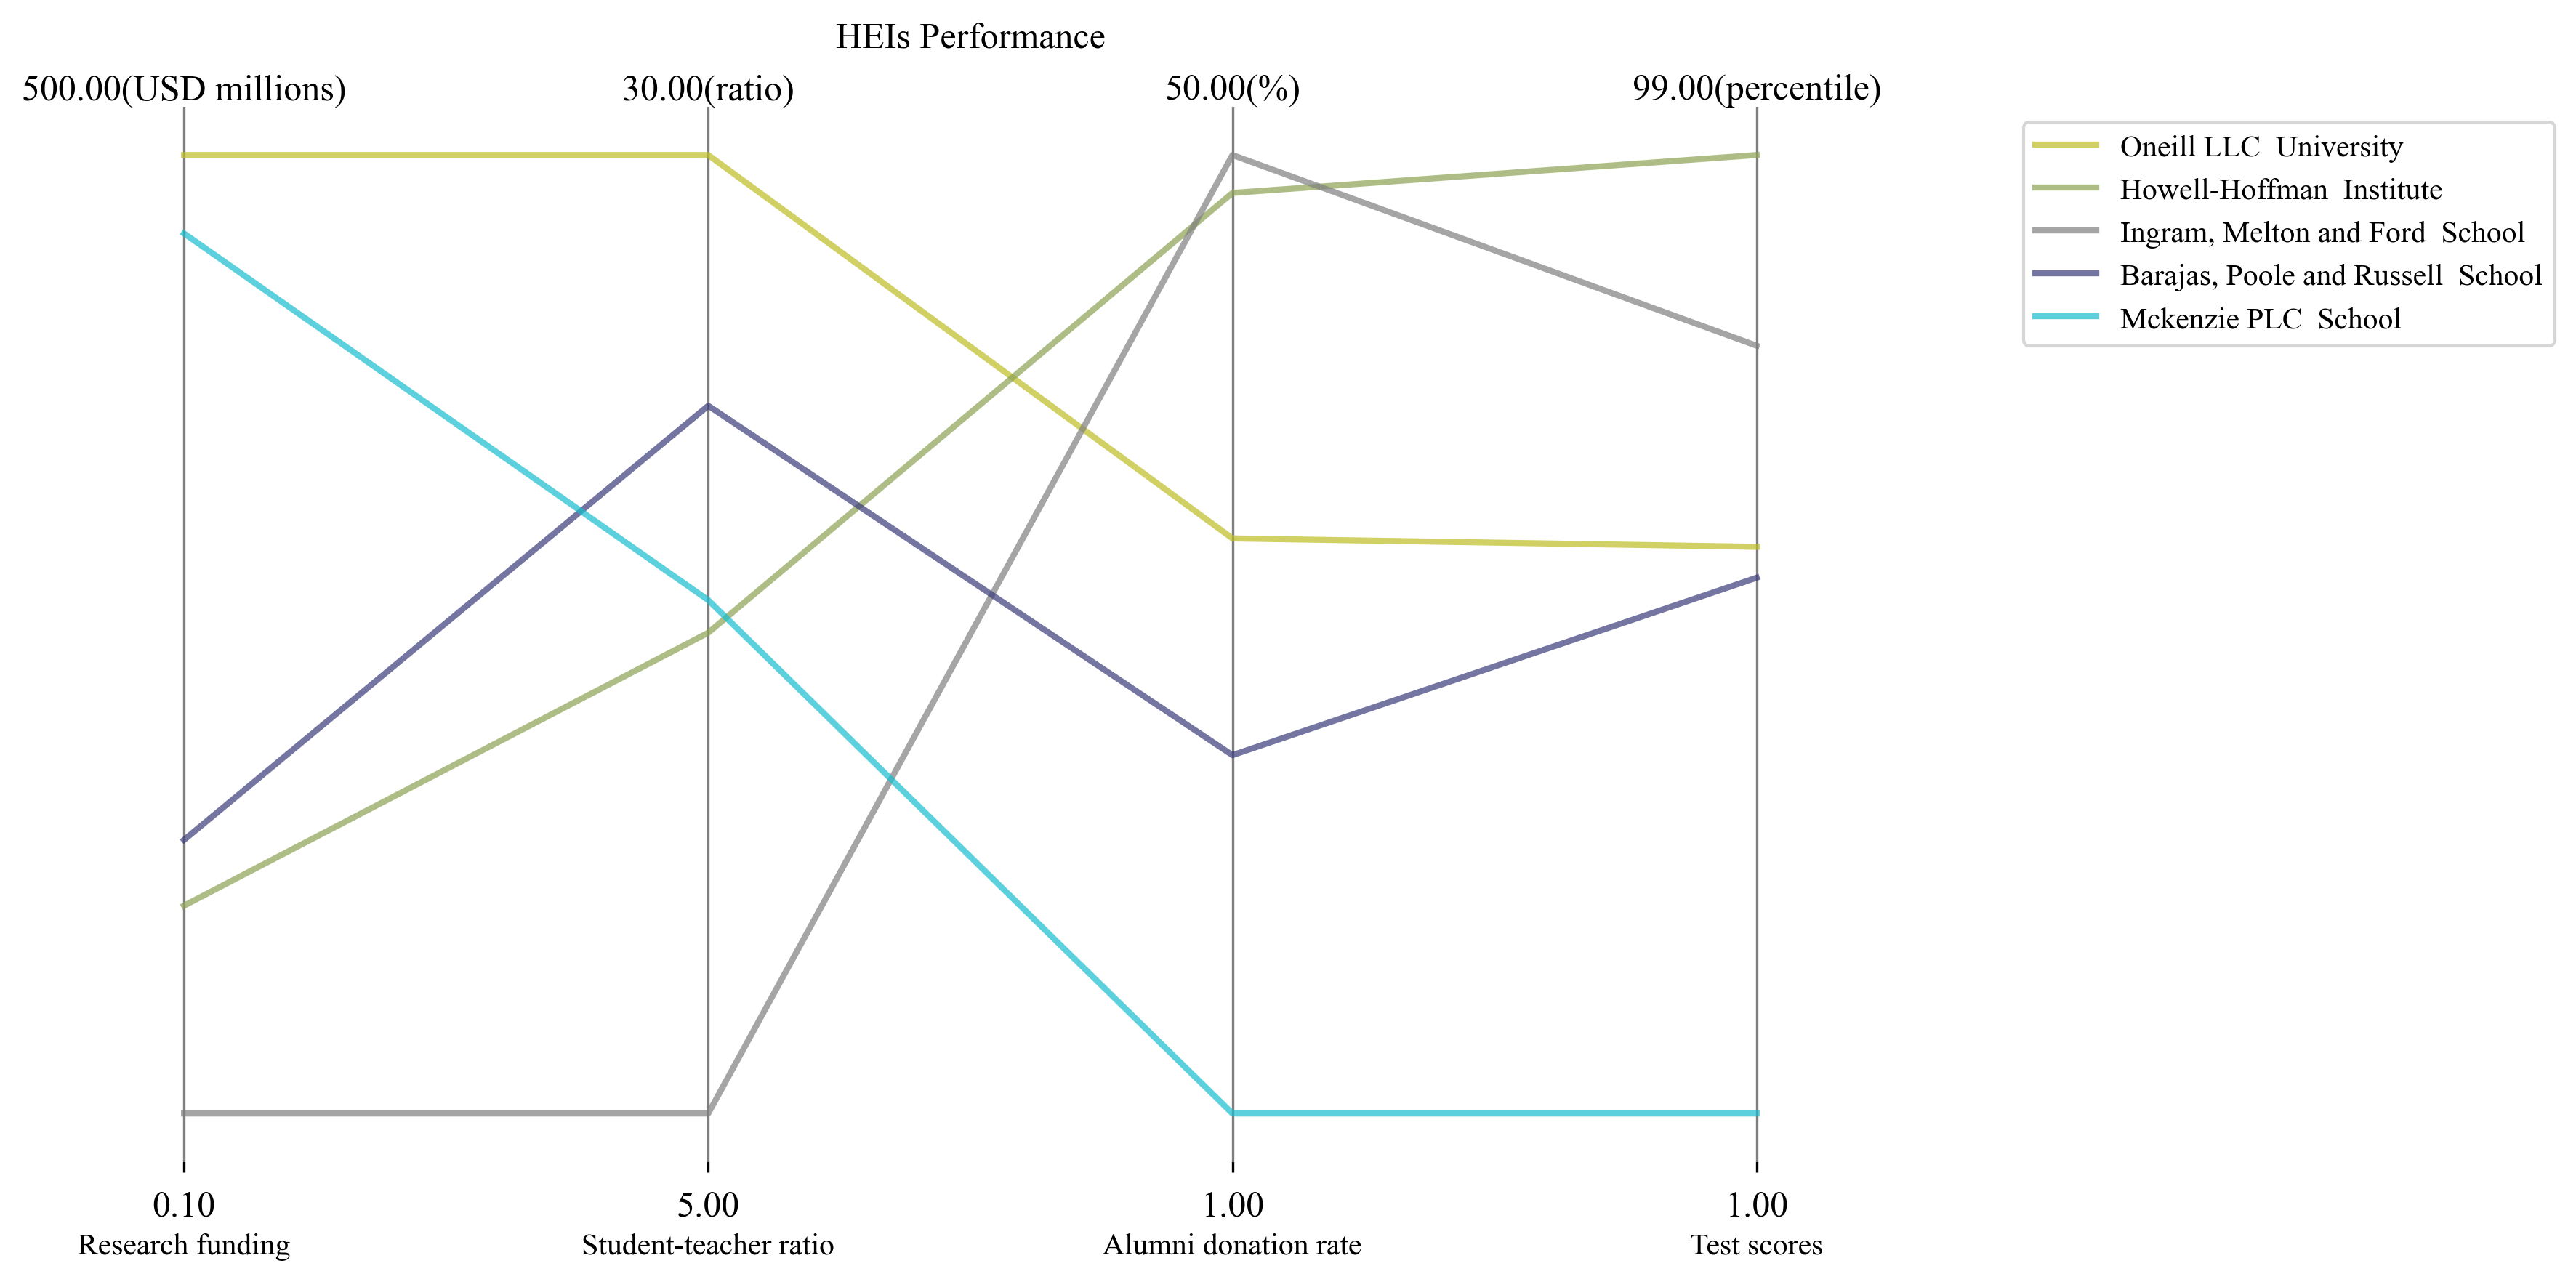 HEIs Performance
500.00(USD millions)
30.00(ratio)
50.00(%)
99.00(percentile)
Oneill LLC  University
Howell-Hoffman  Institute
Ingram, Melton and Ford  School
Barajas, Poole and Russell  School
Mckenzie PLC  School
0.10
5.00
1.00
1.00
Research funding
Student-teacher ratio
Alumni donation rate
Test scores